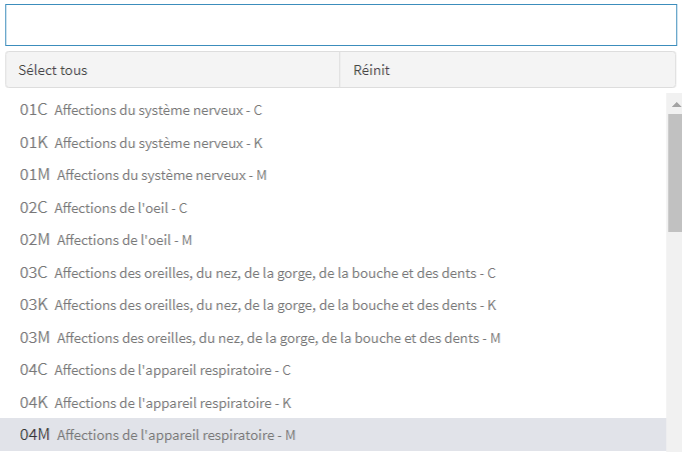 Sélect tous
Réinit
01C Affections du système nerveux - C
01K Affections du système nerveux - K
01M Affections du système nerveux - M
02C Affections de l'oeil - C
02M Affections de l'oeil - M
03C Affections des oreilles, du nez, de la gorge, de la bouche et des dents - C
03K Affections des oreilles, du nez, de la gorge, de la bouche et des dents - K
03M Affections des oreilles, du nez, de la gorge, de la bouche et des dents - M
04C Affections de l'appareil respiratoire - C
04K Affections de l'appareil respiratoire - K
04M Affections de l'appareil respiratoire - M